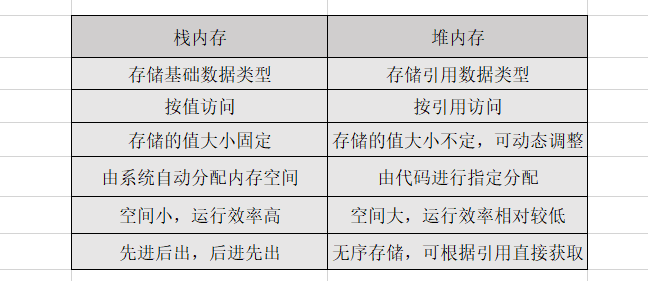 栈内存 堆内存
存储基础数据类型 存储引用数据类型
按值访问 按引用访问
存储的值大小固定 存储的值大小不定，可动态调整
由系统自动分配内存空间 由代码进行指定分配
空间小，运行效率高 空间大，运行效率相对较低
先进后出，后进先出 无序存储，可根据引用直接获取